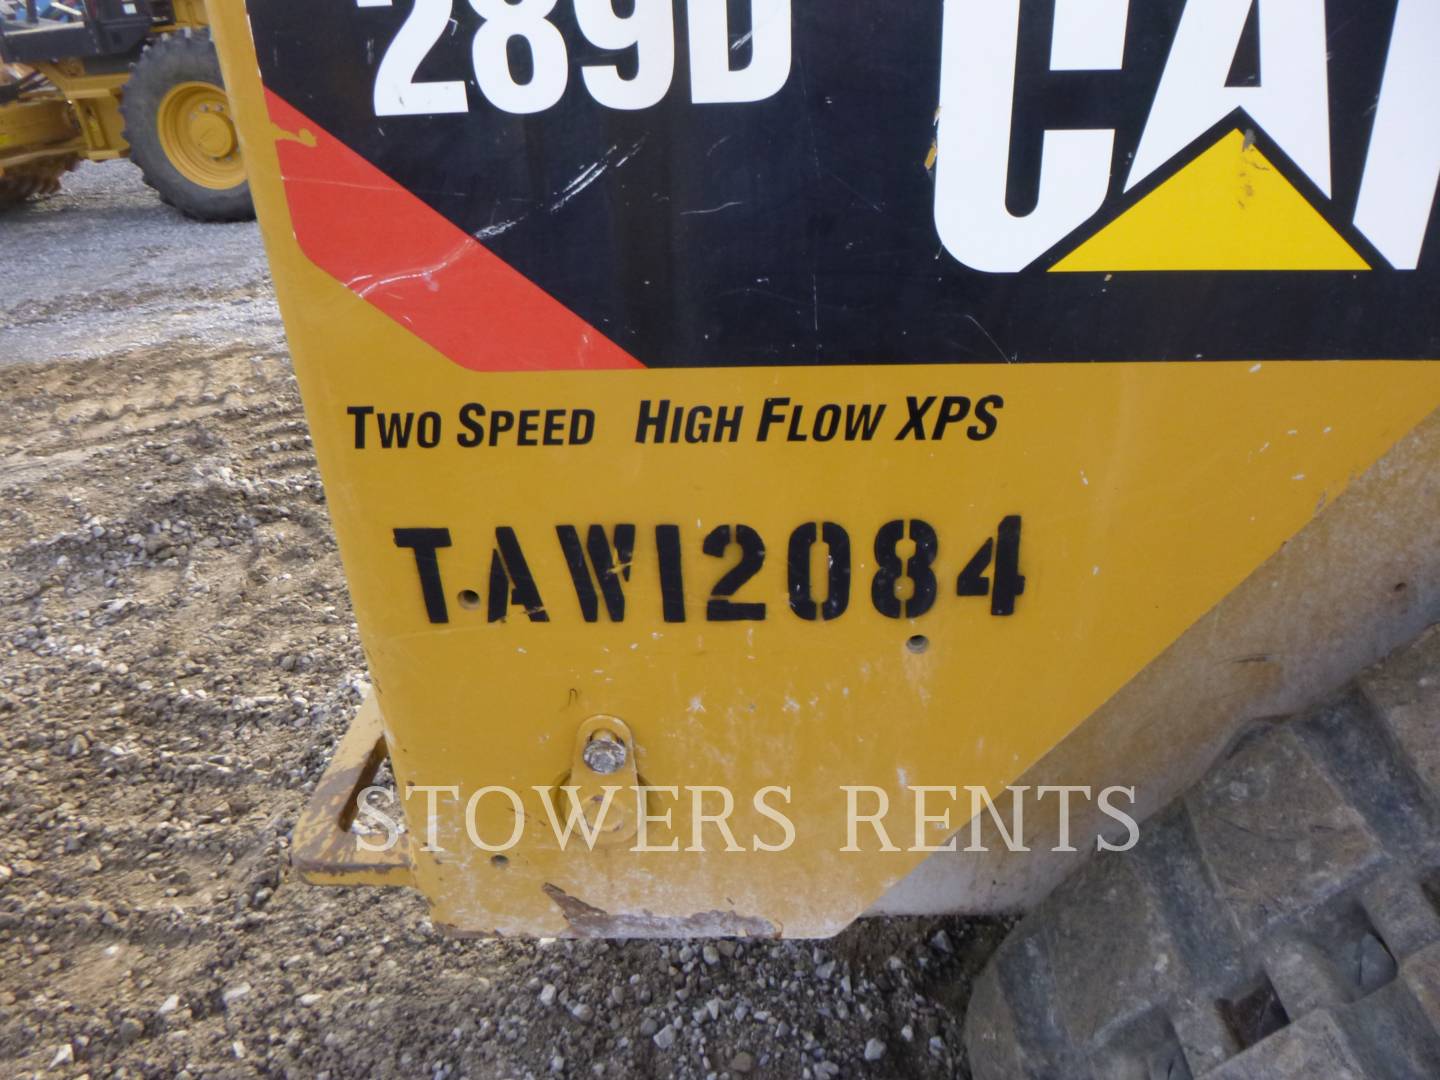 289D
CAT
TWO SPEED HIGH FLOW XPS
TAW12084
STOWERS RENTS